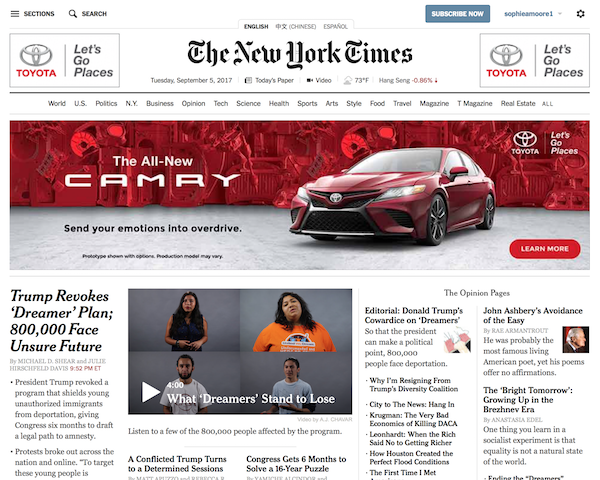 SECTIONS
SEARCH
SUBSCRIBE NOW
sophieamoore1
ENGLISH 中文 (CHINESE) ESPAÑOL
TOYOTA
Let's
Go
Places
The New York Times
TOYOTA
Let's
Go
Places
Tuesday, September 5, 2017
Today's Paper
Video
73°F
Hang Seng -0.86% ↓
World U.S. Politics N.Y. Business Opinion Tech Science Health Sports Arts Style Food Travel Magazine T Magazine Real Estate ALL
The All-New
CAMRY
Send your emotions into overdrive.
Prototype shown with options. Production model may vary.
TOYOTA
Let's
Go
Places
LEARN MORE
Trump Revokes
'Dreamer' Plan;
800,000 Face
Unsure Future
By MICHAEL D. SHEAR and JULIE
HIRSCHFELD DAVIS 9:52 PM ET
• President Trump revoked a
program that shields young
unauthorized immigrants
from deportation, giving
Congress six months to draft
a legal path to amnesty.
• Protests broke out across the
nation and online. "To target
these young people is
4:00
What 'Dreamers' Stand to Lose
Video by A.J. CHAVAR
Listen to a few of the 800,000 people affected by the program.
A Conflicted Trump Turns
to a Determined Sessions
By MATT APUZZO and REBECCA R.
Congress Gets 6 Months to
Solve a 16-Year Puzzle
By YAMICHE ALCINDOR and
The Opinion Pages
Editorial: Donald Trump's
Cowardice on 'Dreamers'
So that the president
can make a political
point, 800,000
people face deportation.
• Why I'm Resigning From
Trump's Diversity Coalition
• City to The News: Hang In
• Krugman: The Very Bad
Economics of Killing DACA
• Leonhardt: When the Rich
Said No to Getting Richer
• How Houston Created the
Perfect Flood Conditions
• The First Time I Met
John Ashbery's Avoidance
of the Easy
By RAE ARMANTROUT
He was probably the
most famous living
American poet, yet his poems
offer no affirmations.
The 'Bright Tomorrow':
Growing Up in the
Brezhnev Era
By ANASTASIA EDEL
One thing you learn in a
socialist experiment is that
equality is not a natural state
of the world.
• Ending the "Dreamers"